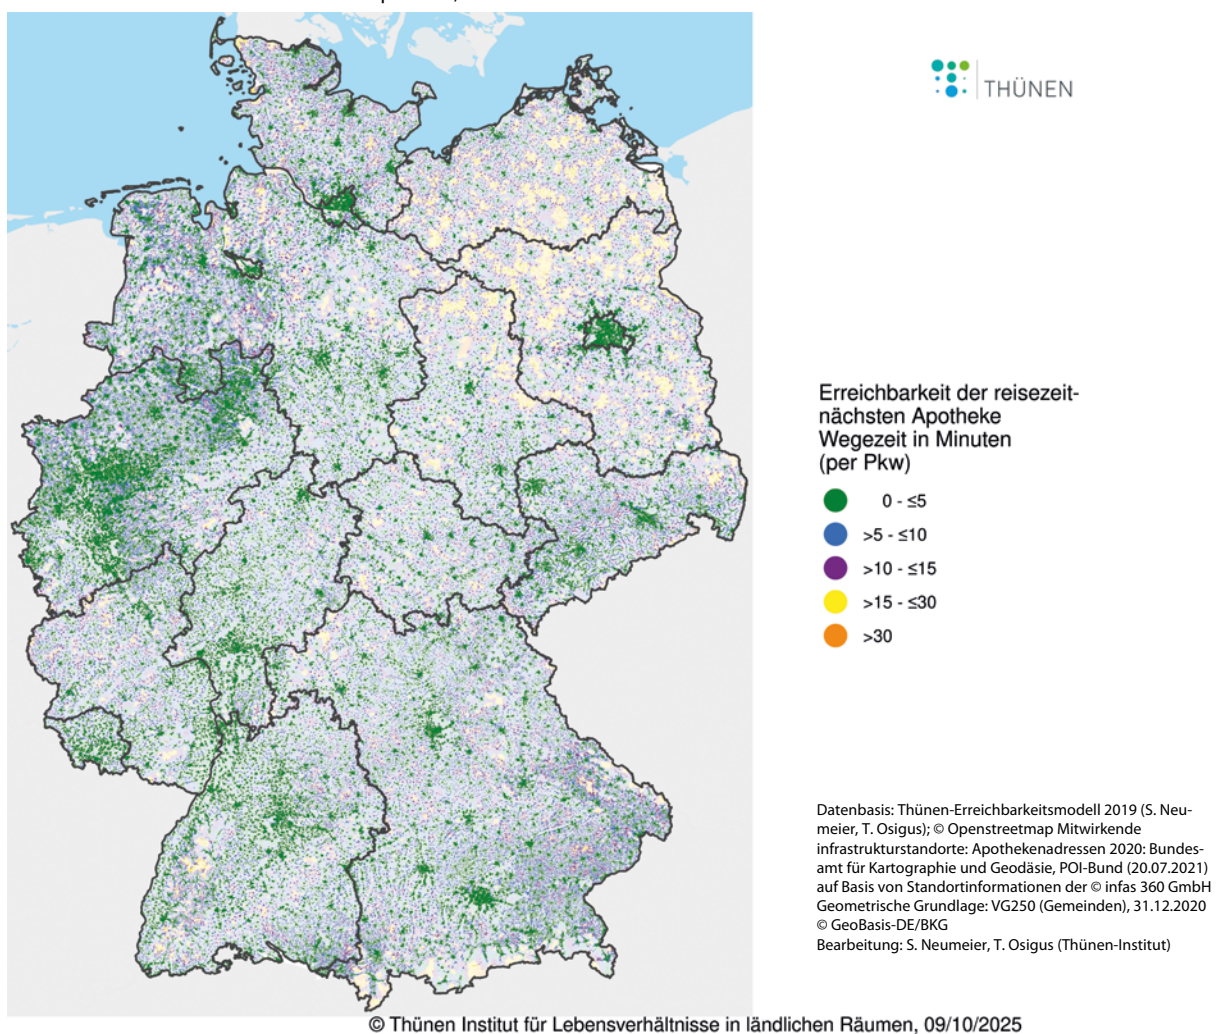 THÜNEN
Erreichbarkeit der reisezeit-
nächsten Apotheke
Wegezeit in Minuten
(per Pkw)
0 - ≤5
>5 - ≤10
>10 - ≤15
>15 - ≤30
>30
Datenbasis: Thünen-Erreichbarkeitsmodell 2019 (S. Neu-
meier, T. Osigus); © Openstreetmap Mitwirkende
infrastrukturstandorte: Apothekenadressen 2020: Bundes-
amt für Kartographie und Geodäsie, POI-Bund (20.07.2021)
auf Basis von Standortinformationen der © infas 360 GmbH
Geometrische Grundlage: VG250 (Gemeinden), 31.12.2020
© GeoBasis-DE/BKG
Bearbeitung: S. Neumeier, T. Osigus (Thünen-Institut)
© Thünen Institut für Lebensverhältnisse in ländlichen Räumen, 09/10/2025